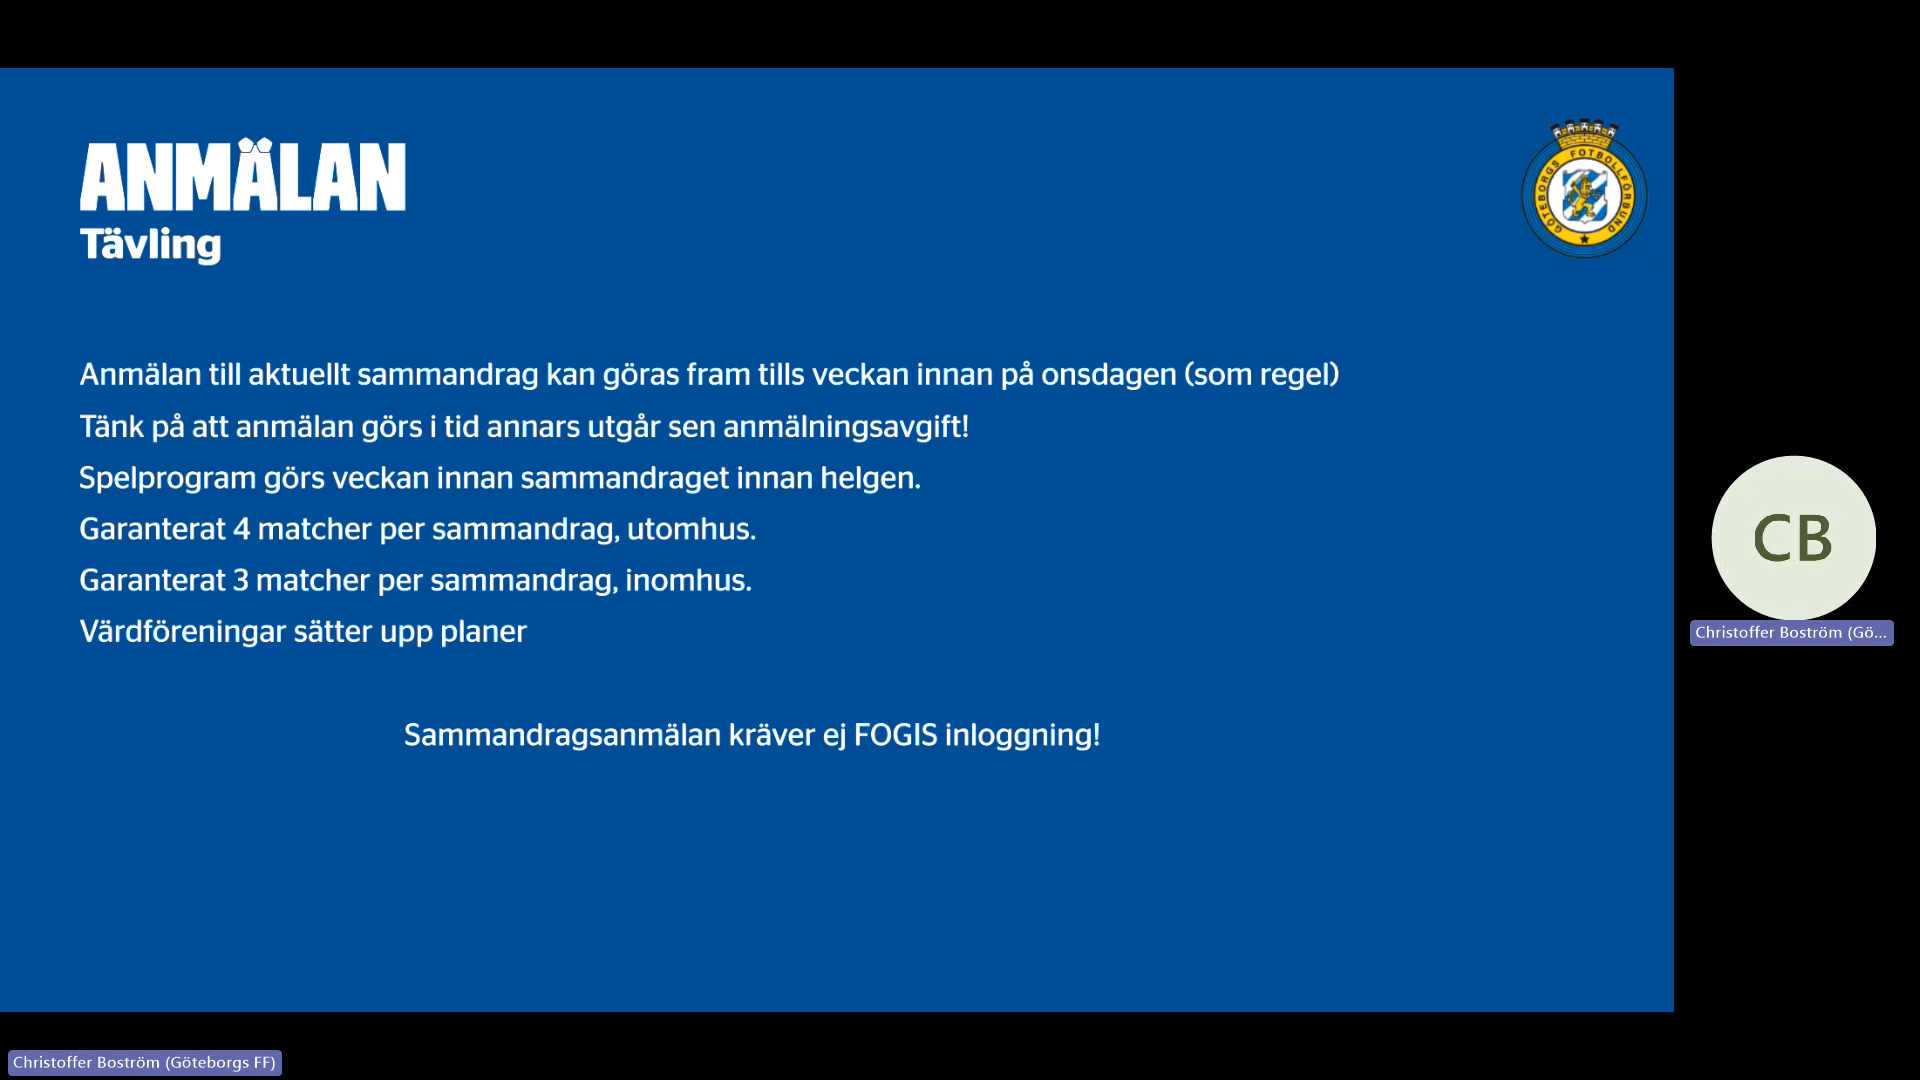 ANMÄLAN
Tävling
GÖTEBORGS FOTBOLLFÖRBUND
Anmälan till aktuellt sammandrag kan göras fram tills veckan innan på onsdagen (som regel)
Tänk på att anmälan görs i tid annars utgår sen anmälningsavgift!
Spelprogram görs veckan innan sammandraget innan helgen.
Garanterat 4 matcher per sammandrag, utomhus.
Garanterat 3 matcher per sammandrag, inomhus.
Värdföreningar sätter upp planer
Sammandragsanmälan kräver ej FOGIS inloggning!
CB
Christoffer Boström (Gö...
Christoffer Boström (Göteborgs FF)